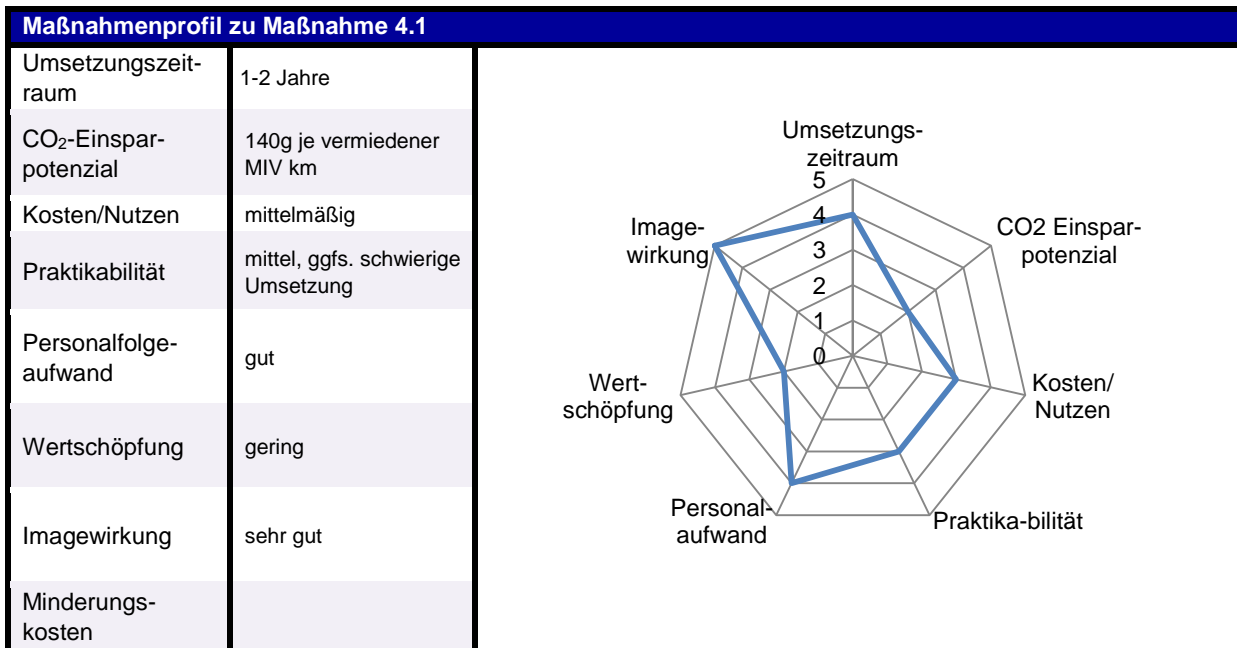 Maßnahmenprofil zu Maßnahme 4.1
Umsetzungszeit-
raum
1-2 Jahre
CO₂-Einspar-
potenzial
140g je vermiedener
MIV km
Kosten/Nutzen
mittelmäßig
Praktikabilität
mittel, ggfs. schwierige
Umsetzung
Personalfolge-
aufwand
gut
Wertschöpfung
gering
Imagewirkung
sehr gut
Minderungs-
kosten
Umsetzungs-
zeitraum
5
4
3
2
1
0
CO2 Einspar-
potenzial
Kosten/
Nutzen
Praktika-bilität
Personal-
aufwand
Wert-
schöpfung
Image-
wirkung